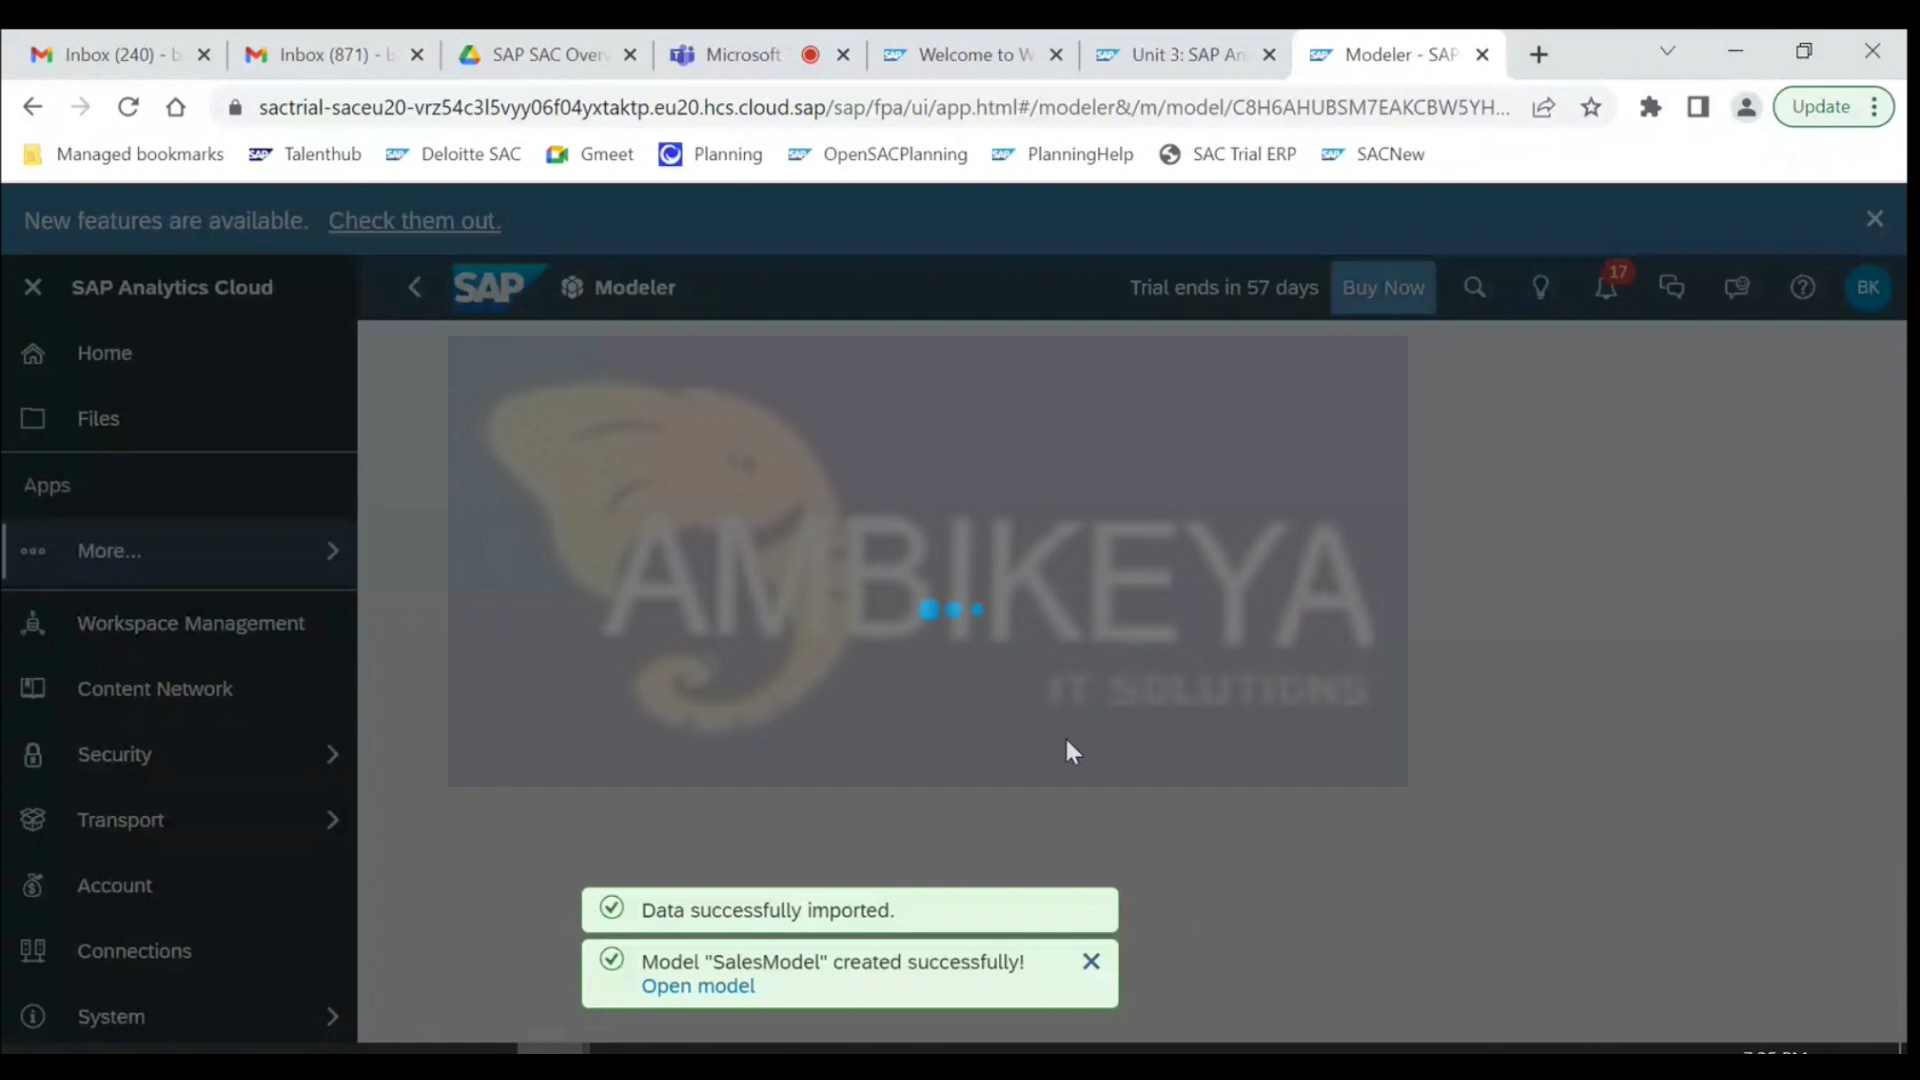 Inbox (240) - b
Inbox (871) - b
SAP SAC Over
Microsoft
Welcome to W
Unit 3: SAP An
Modeler - SAP
sactrial-saceu20-vrz54c3l5vyy06f04yxtaktp.eu20.hcs.cloud.sap/sap/fpa/ui/app.html#/modeler&/m/model/C8H6AHUBSM7EAKCBW5YH...
Update
Managed bookmarks
Talenthub
Deloitte SAC
Gmeet
Planning
OpenSACPlanning
PlanningHelp
SAC Trial ERP
SACNew
New features are available. Check them out.
SAP Analytics Cloud
SAP
Modeler
Trial ends in 57 days
Buy Now
17
BK
Home
Files
Apps
More...
Workspace Management
Content Network
Security
Transport
Account
Connections
System
AMBIKEYA
IT SOLUTIONS
Data successfully imported.
Model "SalesModel" created successfully!
Open model